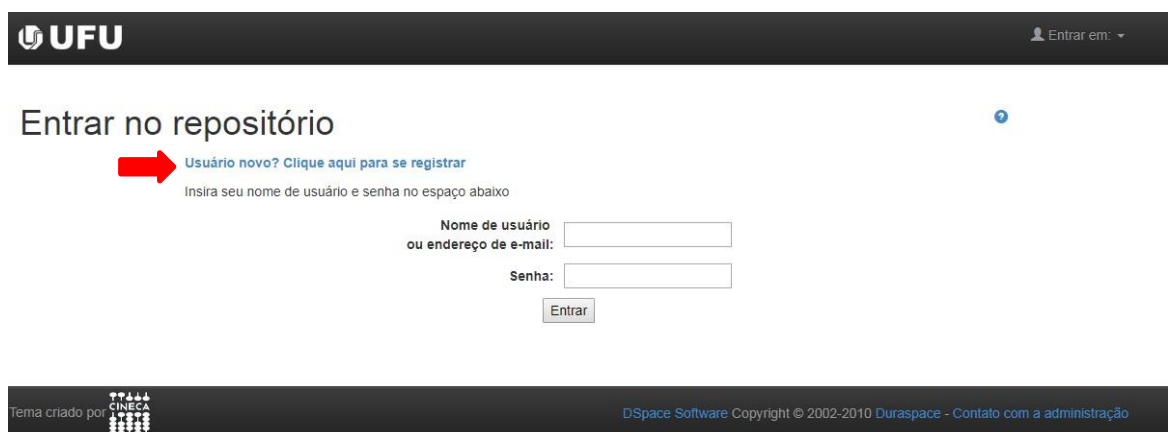 UFU
Entrar em:
Entrar no repositório
Usuário novo? Clique aqui para se registrar
Insira seu nome de usuário e senha no espaço abaixo
Nome de usuário
ou endereço de e-mail:
Senha:
Entrar
Tema criado por CINECA
DSpace Software Copyright © 2002-2010 Duraspace - Contato com a administração